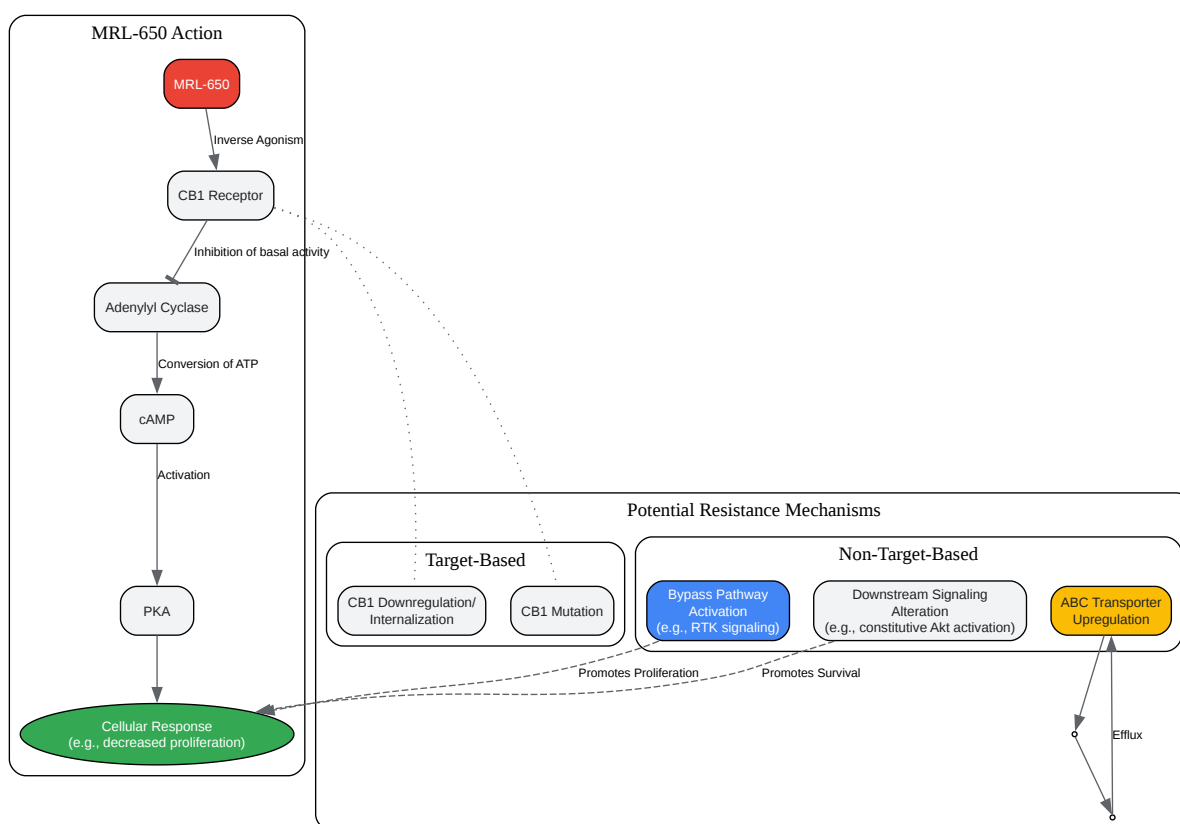 MRL-650 Action
MRL-650
Inverse Agonism
CB1 Receptor
Inhibition of basal activity
Adenylyl Cyclase
Conversion of ATP
cAMP
Activation
PKA
Cellular Response
(e.g., decreased proliferation)
Potential Resistance Mechanisms
Target-Based
CB1 Downregulation/
Internalization
CB1 Mutation
Non-Target-Based
Bypass Pathway
Activation
(e.g., RTK signaling)
Downstream Signaling
Alteration
(e.g., constitutive Akt activation)
ABC Transporter
Upregulation
Promotes Proliferation
Promotes Survival
Efflux